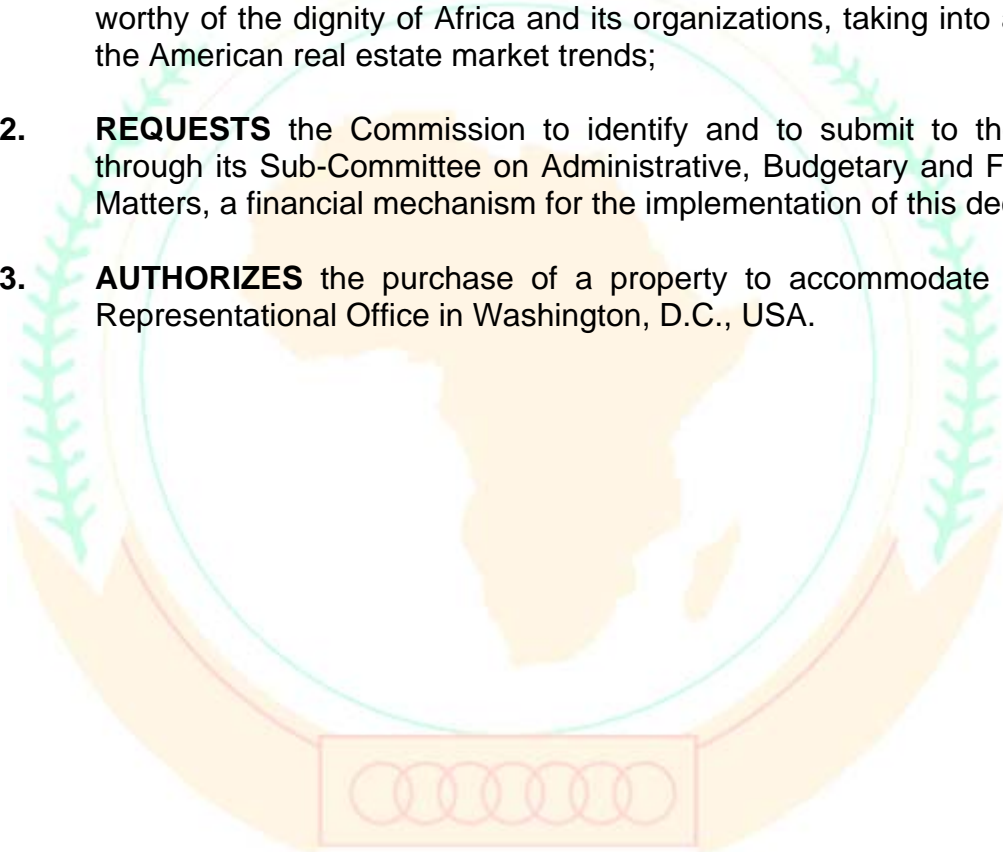 worthy of the dignity of Africa and its organizations, taking into
the American real estate market trends;
2. REQUESTS the Commission to identify and to submit to
through its Sub-Committee on Administrative, Budgetary and
Matters, a financial mechanism for the implementation of this
3. AUTHORIZES the purchase of a property to accommodate
Representational Office in Washington, D.C., USA.